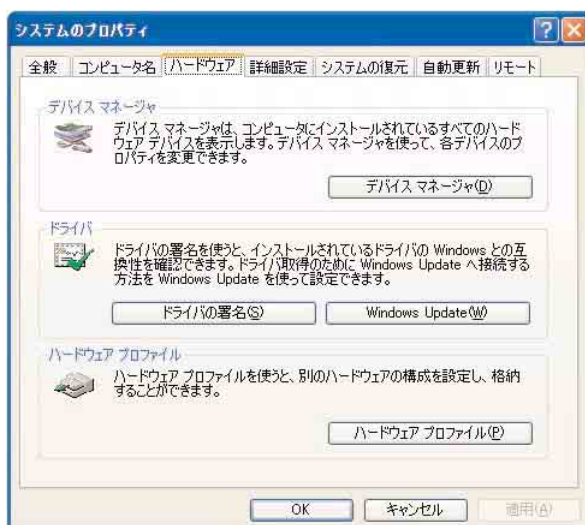 システムのプロパティ
全般 コンピュータ名 ハードウェア 詳細設定 システムの復元 自動更新 リモート
デバイス マネージャ
デバイス マネージャは、コンピュータにインストールされているすべてのハード
ウェア デバイスを表示します。デバイス マネージャを使って、各デバイスのプ
ロパティを変更できます。
デバイス マネージャ(D)
ドライバ
ドライバの署名を使うと、インストールされているドライバの Windows との互
換性を確認できます。ドライバ取得のために Windows Update へ接続する
方法を Windows Update を使って設定できます。
ドライバの署名(S) Windows Update(W)
ハードウェア プロファイル
ハードウェア プロファイルを使うと、別のハードウェアの構成を設定し、格納
することができます。
ハードウェア プロファイル(P)
OK キャンセル 適用(A)